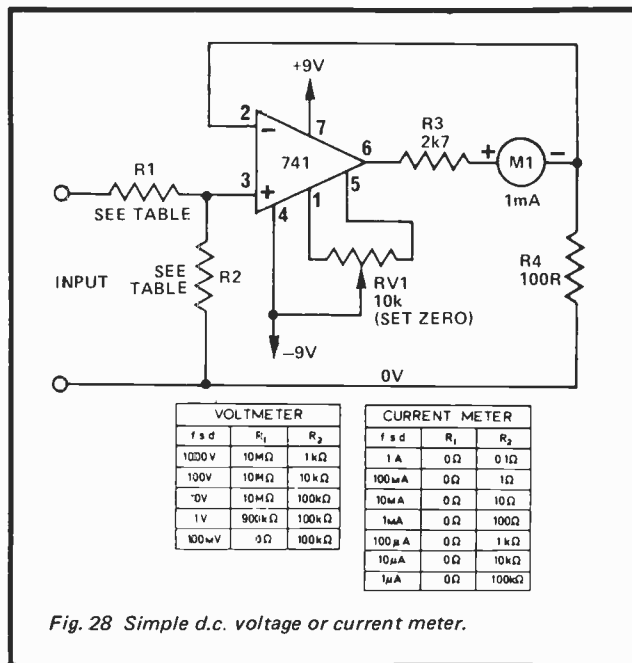 +9V
2
−
7
741
6
R3
2k7
+
M1
−
1mA
5
R1
SEE TABLE
3
+
4
1
INPUT
SEE TABLE
R2
RV1
10k
(SET ZERO)
R4
100R
−9V
0V
VOLTMETER
f s d R1 R2
1000V 10MΩ 1kΩ
100V 10MΩ 10kΩ
10V 10MΩ 100kΩ
1V 900kΩ 100kΩ
100mV 0Ω 100kΩ
CURRENT METER
f s d R1 R2
1A 0Ω 0.1Ω
100mA 0Ω 1Ω
10mA 0Ω 10Ω
1mA 0Ω 100Ω
100μA 0Ω 1kΩ
10μA 0Ω 10kΩ
1μA 0Ω 100kΩ
Fig. 28 Simple d.c. voltage or current meter.